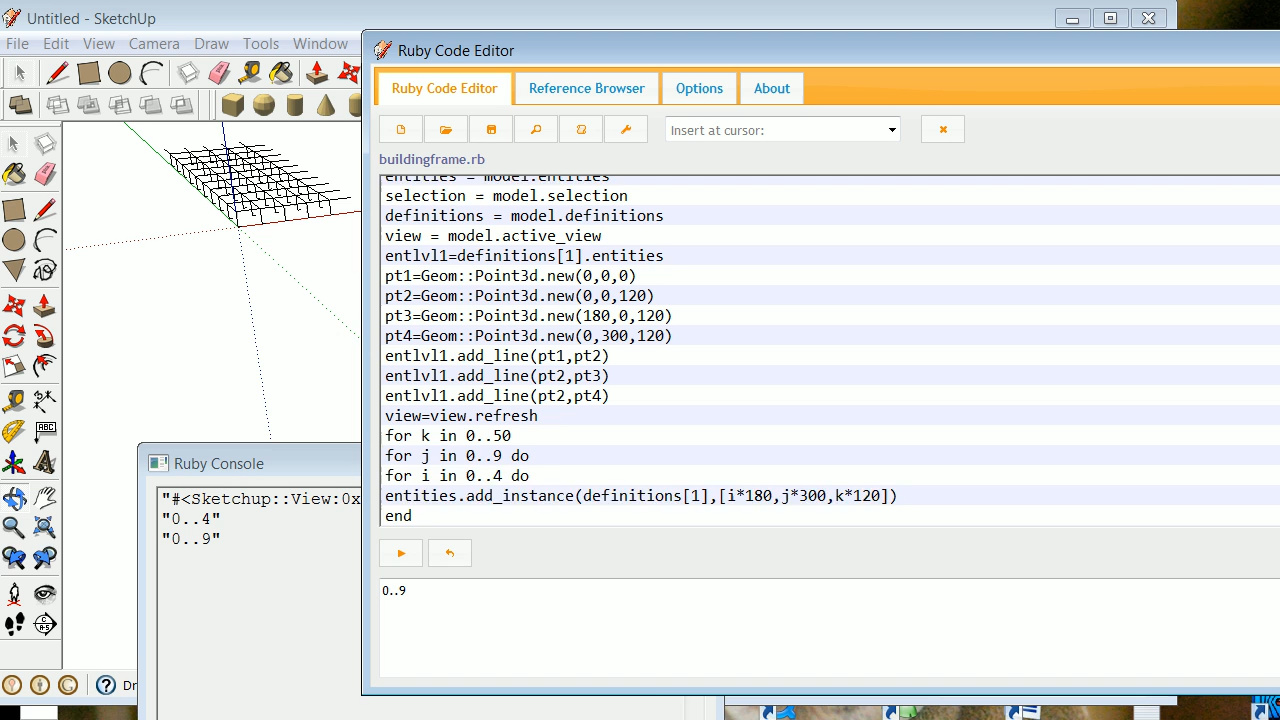 Untitled - SketchUp
File Edit View Camera Draw Tools Window
Ruby Code Editor
Ruby Code Editor Reference Browser Options About
Insert at cursor:
buildingframe.rb
entities = model.entities
selection = model.selection
definitions = model.definitions
view = model.active_view
entlvl1=definitions[1].entities
pt1=Geom::Point3d.new(0,0,0)
pt2=Geom::Point3d.new(0,0,120)
pt3=Geom::Point3d.new(180,0,120)
pt4=Geom::Point3d.new(0,300,120)
entlvl1.add_line(pt1,pt2)
entlvl1.add_line(pt2,pt3)
entlvl1.add_line(pt2,pt4)
view=view.refresh
for k in 0..50
for j in 0..9 do
for i in 0..4 do
entities.add_instance(definitions[1],[i*180,j*300,k*120])
end
0..9
Ruby Console
"#<Sketchup::View:0x
"0..4"
"0..9"
ABC
Dr